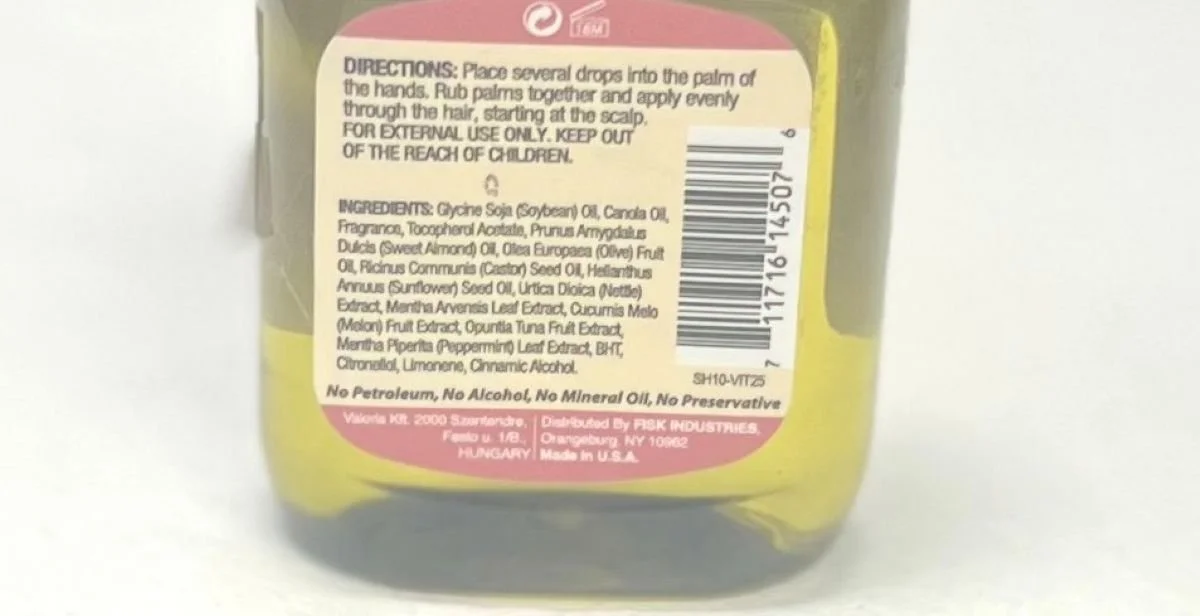 18M
DIRECTIONS: Place several drops into the palm of
the hands. Rub palms together and apply evenly
through the hair, starting at the scalp.
FOR EXTERNAL USE ONLY. KEEP OUT
OF THE REACH OF CHILDREN.
INGREDIENTS: Glycine Soja (Soybean) Oil, Canola Oil,
Fragrance, Tocopherol Acetate, Prunus Amygdalus
Dulcis (Sweet Almond) Oil, Olea Europaea (Olive) Fruit
Oil, Ricinus Communis (Castor) Seed Oil, Helianthus
Annuus (Sunflower) Seed Oil, Urtica Dioica (Nettle)
Extract, Mentha Arvensis Leaf Extract, Cucumis Melo
(Melon) Fruit Extract, Opuntia Tuna Fruit Extract,
Mentha Piperita (Peppermint) Leaf Extract, BHT,
Citronellol, Limonene, Cinnamic Alcohol.
7 11716 14507 6
SH10-VIT25
No Petroleum, No Alcohol, No Mineral Oil, No Preservative
Valeris Kft. 2000 Szentendre,
Festo u. 1/B.,
HUNGARY
Distributed By FISK INDUSTRIES,
Orangeburg, NY 10962
Made in U.S.A.